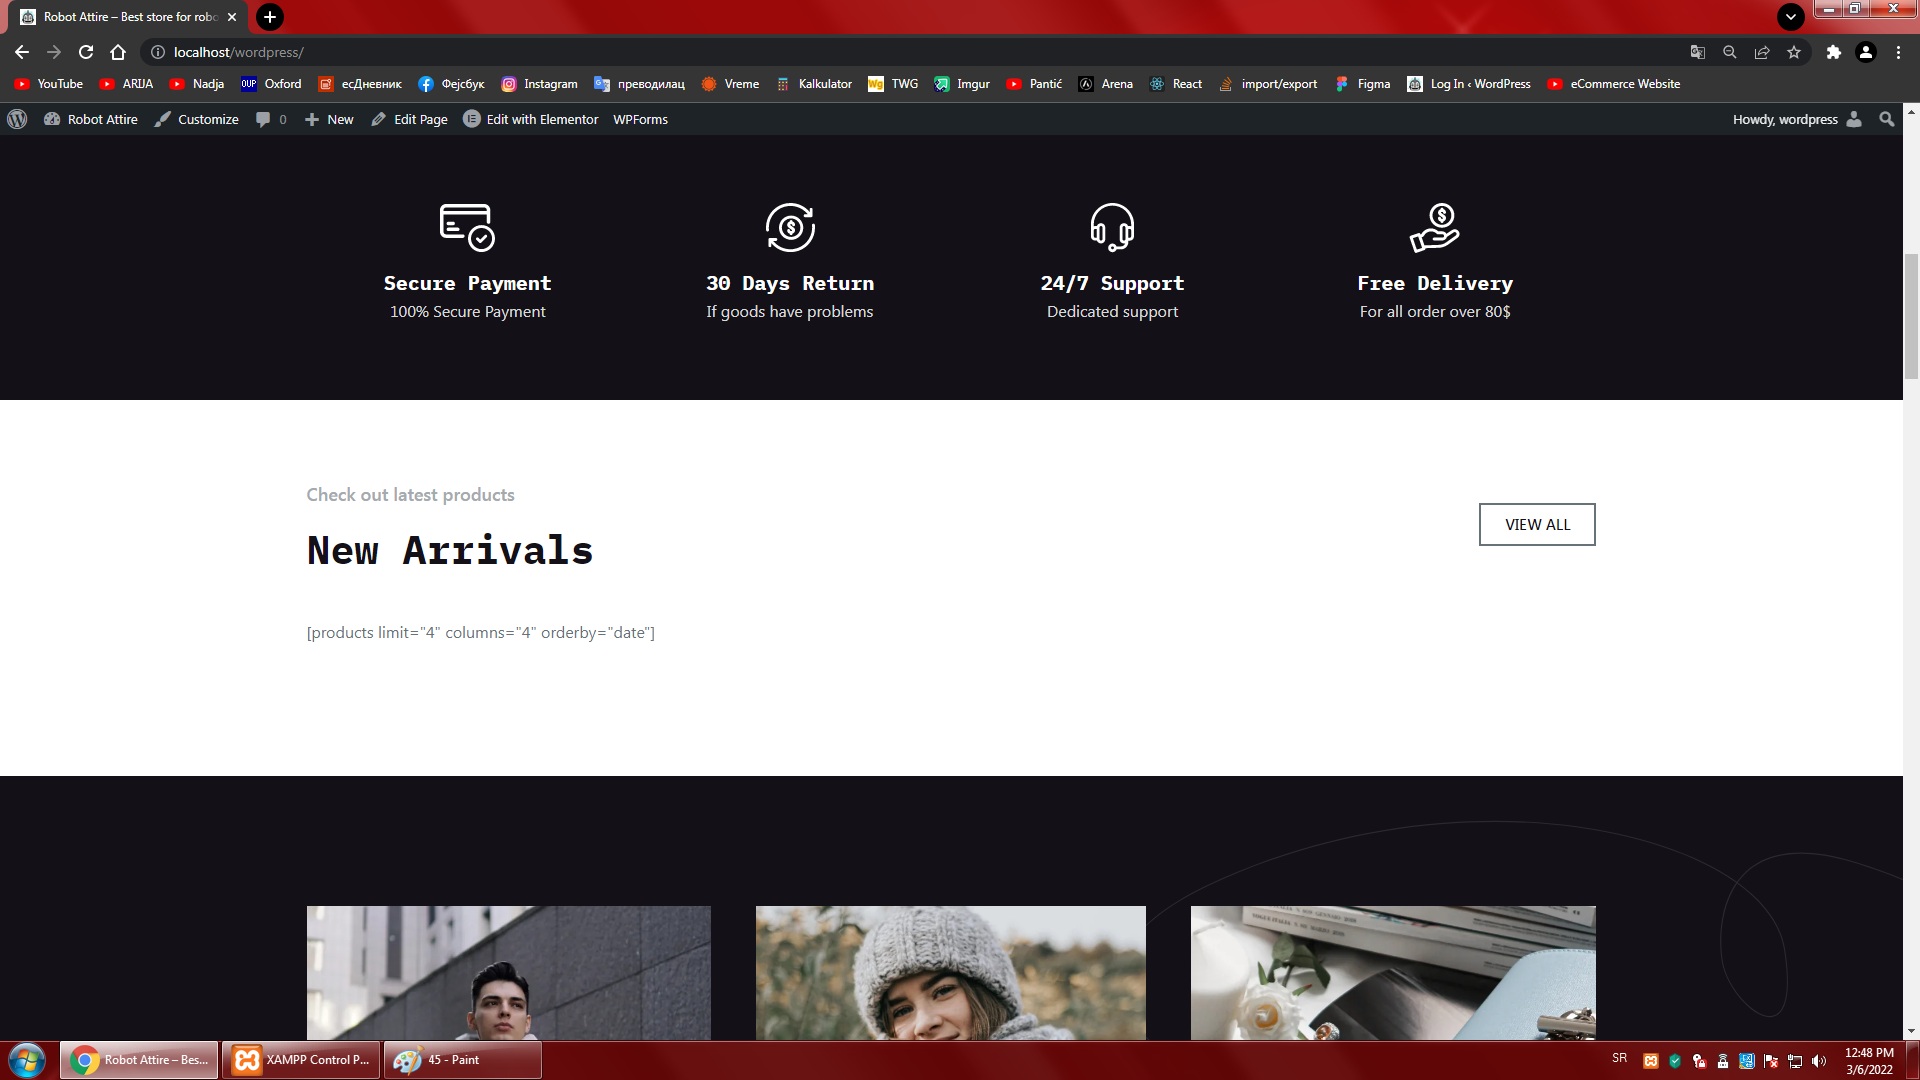 Robot Attire – Best store for robo
localhost/wordpress/
YouTube ARIJA Nadja OUP Oxford есДневник Фејсбук Instagram преводилац Vreme Kalkulator Wg TWG Imgur Pantić Arena React import/export Figma Log In ‹ WordPress eCommerce Website
Robot Attire Customize 0 New Edit Page Edit with Elementor WPForms Howdy, wordpress
Secure Payment
100% Secure Payment
30 Days Return
If goods have problems
24/7 Support
Dedicated support
Free Delivery
For all order over 80$
Check out latest products
New Arrivals
VIEW ALL
[products limit="4" columns="4" orderby="date"]
Robot Attire – Bes... XAMPP Control P... 45 - Paint SR 12:48 PM
3/6/2022